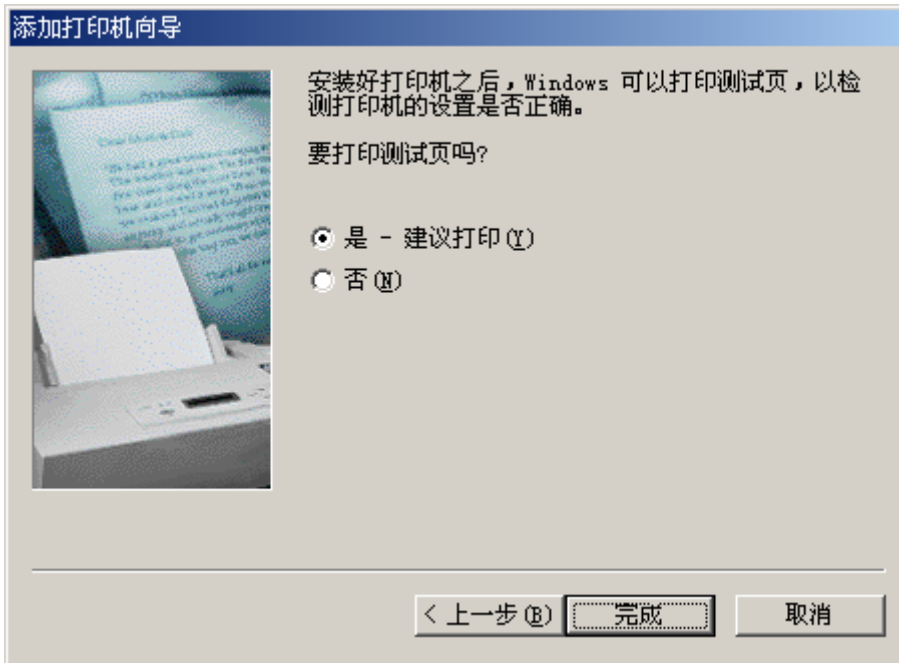 添加打印机向导
安装好打印机之后，Windows 可以打印测试页，以检
测打印机的设置是否正确。
要打印测试页吗?
是 - 建议打印(Y)
否(N)
< 上一步(B)
完成
取消